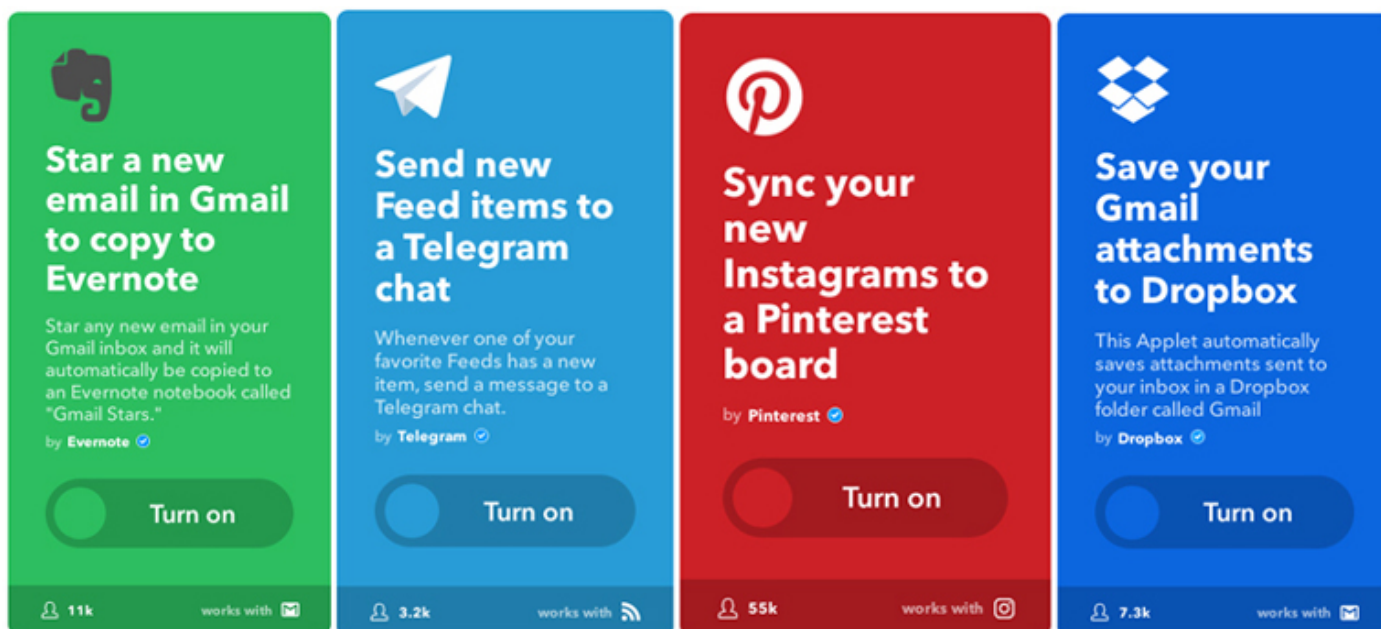 Star a new
email in Gmail
to copy to
Evernote
Star any new email in your
Gmail inbox and it will
automatically be copied to
an Evernote notebook called
"Gmail Stars."
by Evernote
Turn on
11k
works with
Send new
Feed items to
a Telegram
chat
Whenever one of your
favorite Feeds has a new
item, send a message to a
Telegram chat.
by Telegram
Turn on
3.2k
works with
Sync your
new
Instagrams to
a Pinterest
board
by Pinterest
Turn on
55k
works with
Save your
Gmail
attachments
to Dropbox
This Applet automatically
saves attachments sent to
your inbox in a Dropbox
folder called Gmail
by Dropbox
Turn on
7.3k
works with